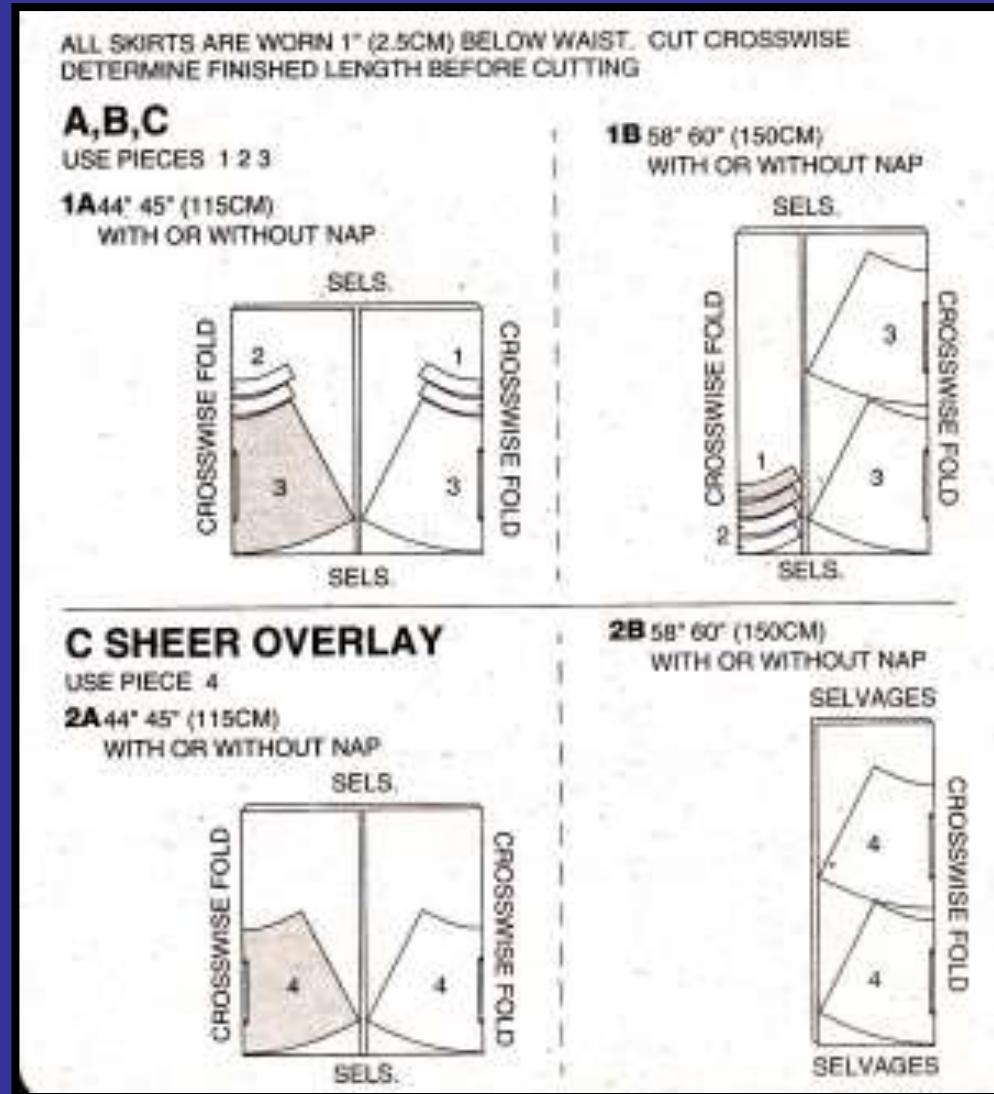 ALL SKIRTS ARE WORN 1" (2.5CM) BELOW WAIST. CUT CROSSWISE
DETERMINE FINISHED LENGTH BEFORE CUTTING
A,B,C
USE PIECES 1 2 3
1A 44" 45" (115CM)
WITH OR WITHOUT NAP
SELS.
CROSSWISE FOLD
2
1
3
3
CROSSWISE FOLD
SELS.
1B 58" 60" (150CM)
WITH OR WITHOUT NAP
SELS.
CROSSWISE FOLD
3
1
3
2
CROSSWISE FOLD
SELS.
C SHEER OVERLAY
USE PIECE 4
2A 44" 45" (115CM)
WITH OR WITHOUT NAP
SELS.
CROSSWISE FOLD
4
4
CROSSWISE FOLD
SELS.
2B 58" 60" (150CM)
WITH OR WITHOUT NAP
SELVAGES
4
4
CROSSWISE FOLD
SELVAGES